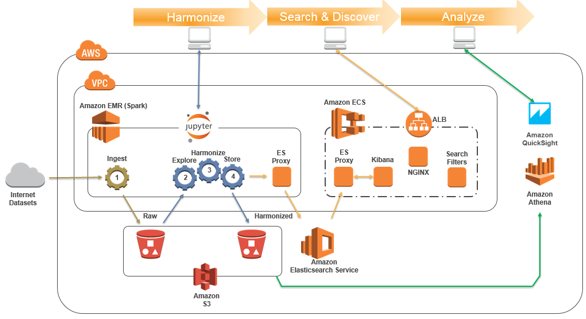 Harmonize
Search & Discover
Analyze
AWS
VPC
Amazon EMR (Spark)
jupyter
Amazon ECS
ALB
Amazon
QuickSight
Ingest
Harmonize
Explore
Store
ES
Proxy
ES
Proxy
Kibana
NGINX
Search
Filters
1
2
3
4
Internet
Datasets
Amazon
Athena
Raw
Harmonized
Amazon
Elasticsearch Service
Amazon
S3